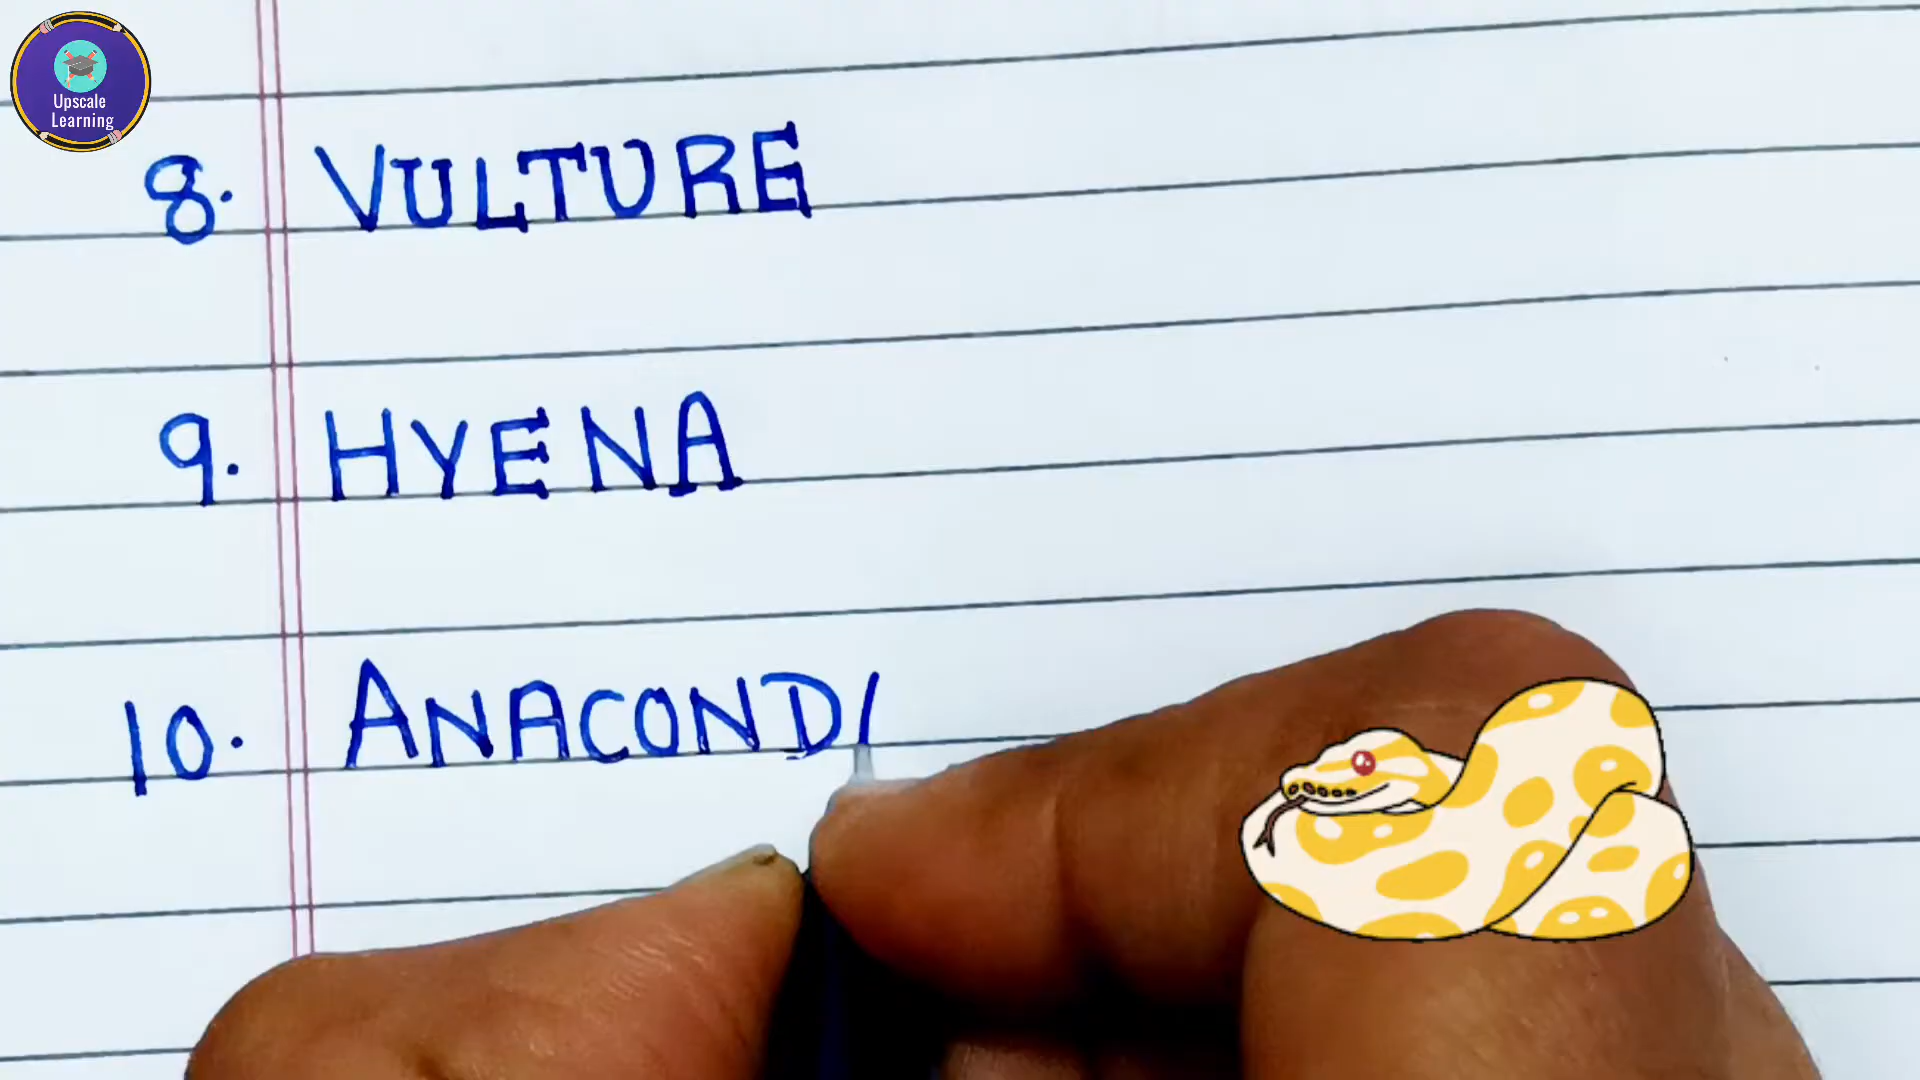 Upscale
Learning
8. VULTURE
9. HYENA
10. ANACOND/